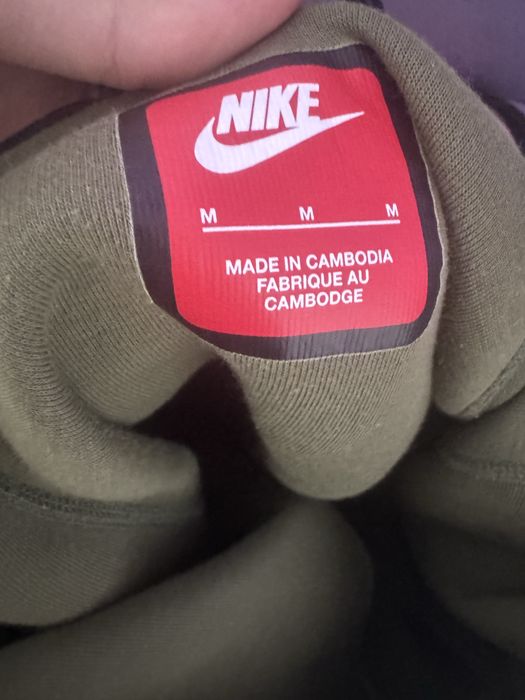 NIKE
M M M
MADE IN CAMBODIA
FABRIQUE AU
CAMBODGE